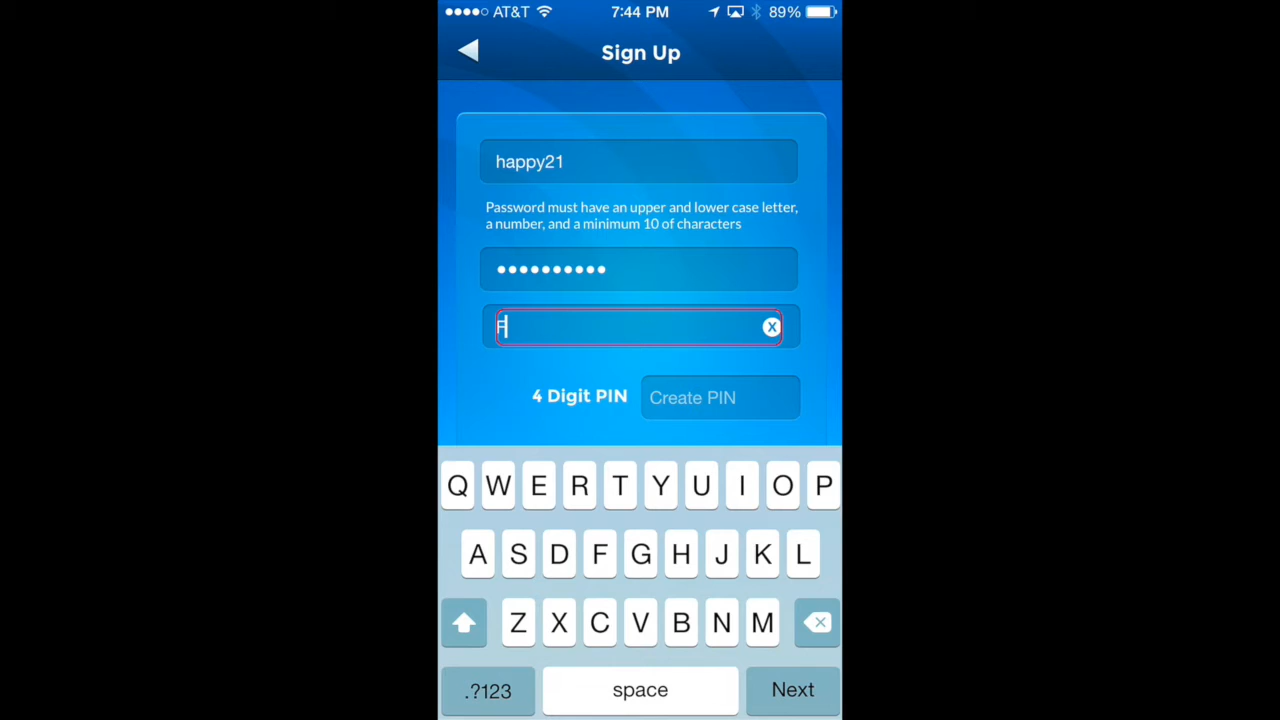 AT&T 7:44 PM 89%
Sign Up
happy21
Password must have an upper and lower case letter,
a number, and a minimum 10 of characters
••••••••••
X
4 Digit PIN Create PIN
Q W E R T Y U I O P
A S D F G H J K L
Z X C V B N M
.?123 space Next